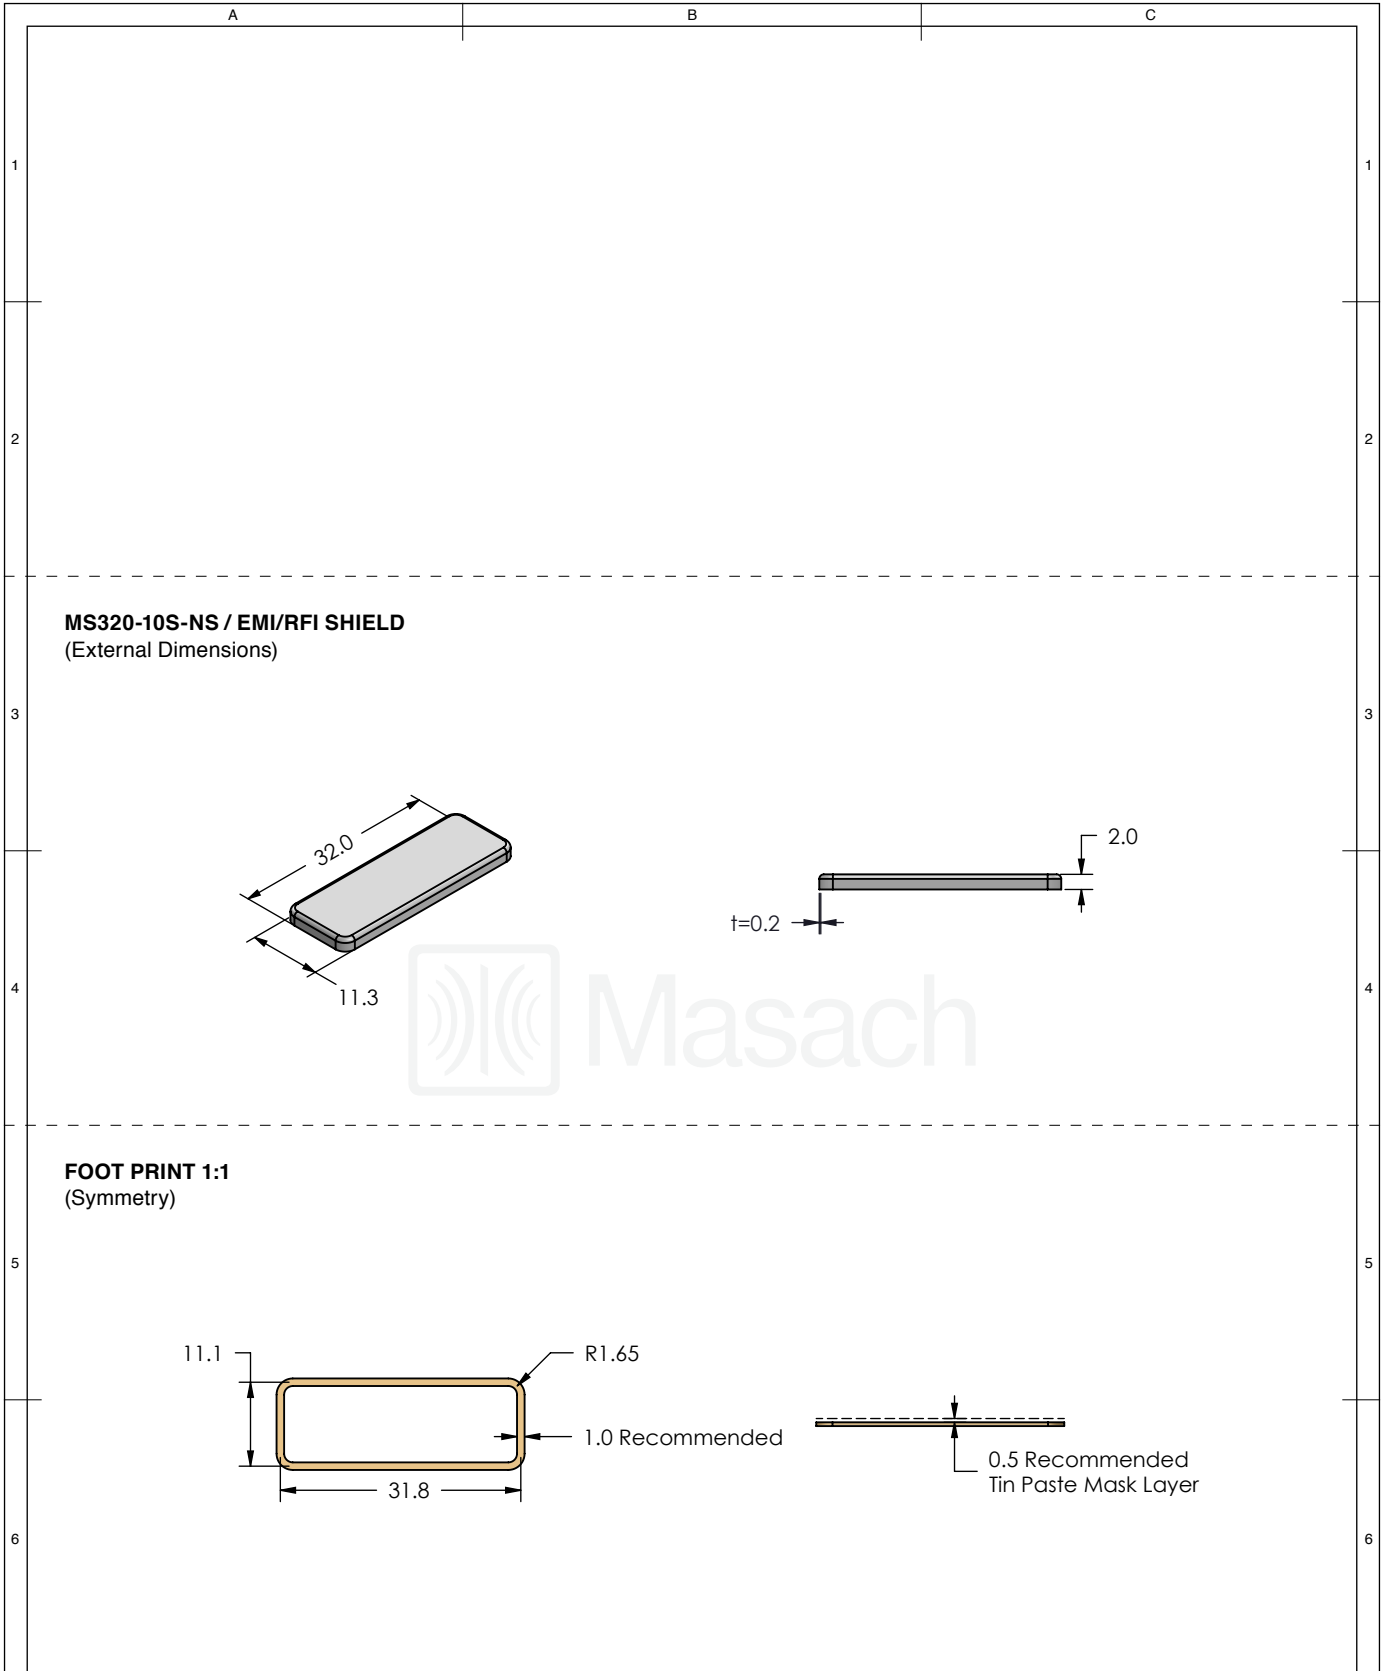 A B C
1 1
2 2
MS320-10S-NS / EMI/RFI SHIELD
(External Dimensions)
3 3
32.0
2.0
t=0.2
11.3
4 4
Masach
FOOT PRINT 1:1
(Symmetry)
5 5
11.1
R1.65
1.0 Recommended
0.5 Recommended
Tin Paste Mask Layer
31.8
6 6